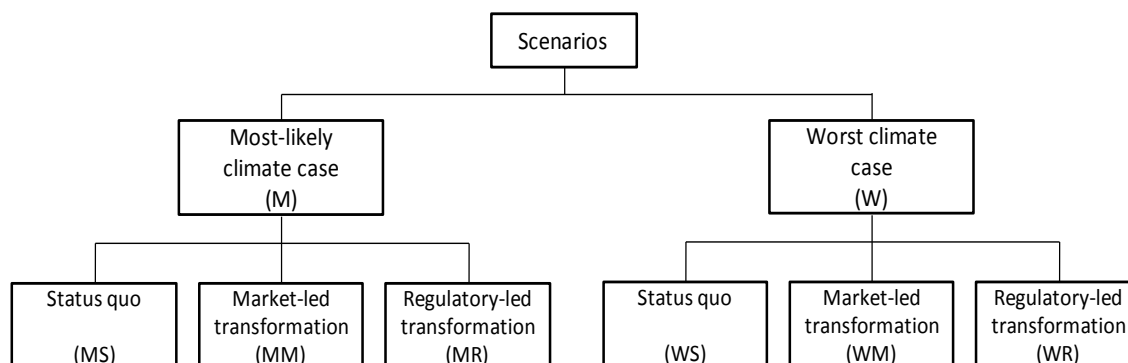 Scenarios
Most-likely
climate case
(M)
Worst climate
case
(W)
Status quo
(MS)
Market-led
transformation
(MM)
Regulatory-led
transformation
(MR)
Status quo
(WS)
Market-led
transformation
(WM)
Regulatory-led
transformation
(WR)